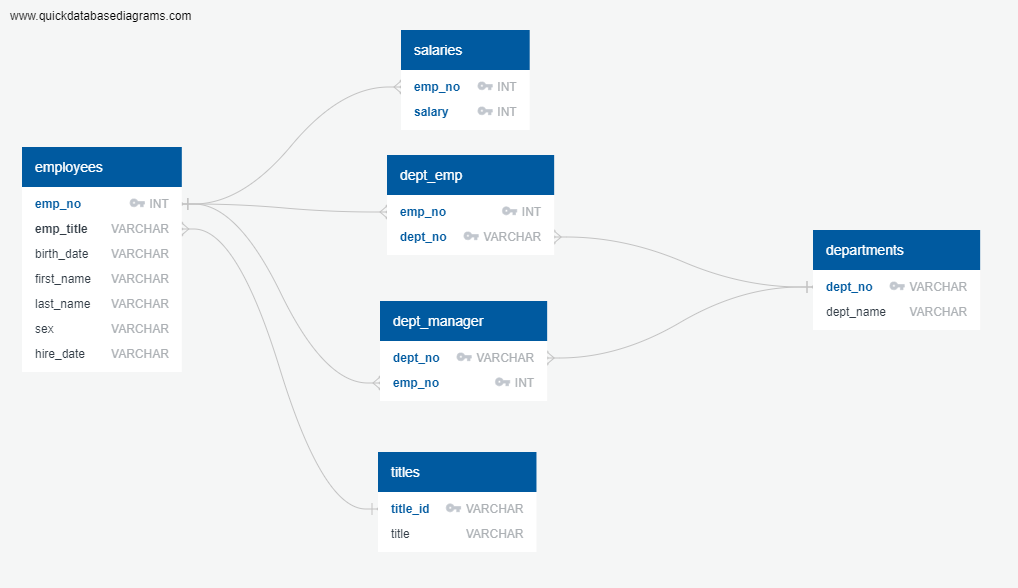 www.quickdatabasediagrams.com
salaries
emp_no INT
salary INT
employees
emp_no INT
emp_title VARCHAR
birth_date VARCHAR
first_name VARCHAR
last_name VARCHAR
sex VARCHAR
hire_date VARCHAR
dept_emp
emp_no INT
dept_no VARCHAR
departments
dept_no VARCHAR
dept_name VARCHAR
dept_manager
dept_no VARCHAR
emp_no INT
titles
title_id VARCHAR
title VARCHAR